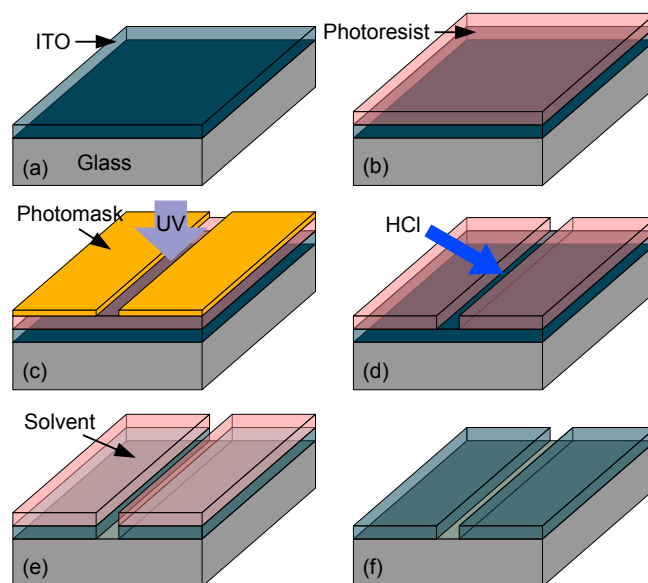 ITO
Glass
(a)
Photoresist
(b)
Photomask
UV
(c)
HCl
(d)
Solvent
(e)
(f)